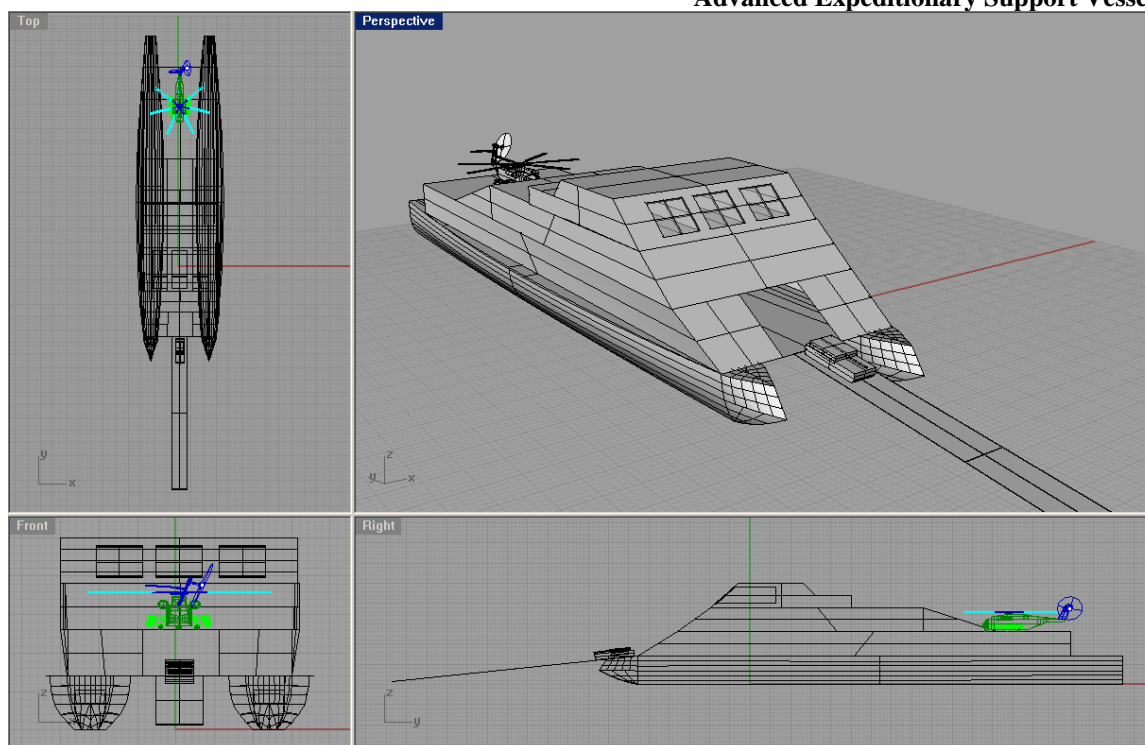 Advanced Expeditionary Support Vesse
Top
Perspective
y
x
z
y
x
Front
Right
z
z
y